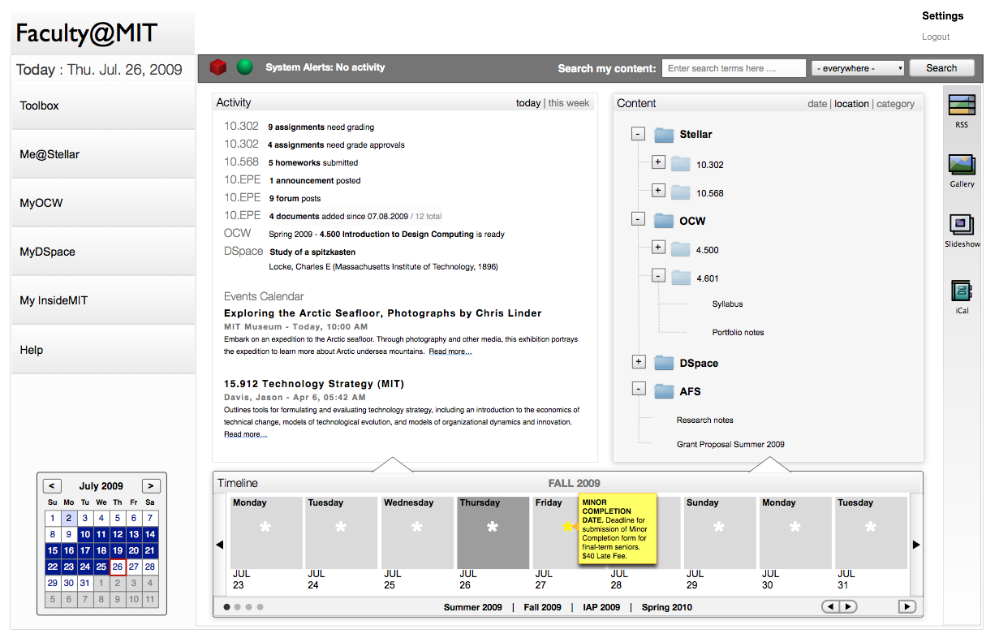 Faculty@MIT
Settings
Logout
Today : Thu. Jul. 26, 2009
System Alerts: No activity
Search my content:
Enter search terms here ....
- everywhere -
Search
Toolbox
Me@Stellar
MyOCW
MyDSpace
My InsideMIT
Help
Activity
today | this week
10.302 9 assignments need grading
10.302 4 assignments need grade approvals
10.568 5 homeworks submitted
10.EPE 1 announcement posted
10.EPE 9 forum posts
10.EPE 4 documents added since 07.08.2009 / 12 total
OCW Spring 2009 - 4.500 Introduction to Design Computing is ready
DSpace Study of a spitzkasten
Locke, Charles E (Massachusetts Institute of Technology, 1896)
Events Calendar
Exploring the Arctic Seafloor, Photographs by Chris Linder
MIT Museum - Today, 10:00 AM
Embark on an expedition to the Arctic seafloor. Through photography and other media, this exhibition portrays
the expedition to learn more about Arctic undersea mountains. Read more...
15.912 Technology Strategy (MIT)
Davis, Jason - Apr 6, 05:42 AM
Outlines tools for formulating and evaluating technology strategy, including an introduction to the economics of
technical change, models of technological evolution, and models of organizational dynamics and innovation.
Read more...
Content
date | location | category
- Stellar
+ 10.302
+ 10.568
- OCW
+ 4.500
- 4.601
Syllabus
Portfolio notes
+ DSpace
- AFS
Research notes
Grant Proposal Summer 2009
RSS
Gallery
Slideshow
iCal
< July 2009 >
Su Mo Tu We Th Fr Sa
1 2 3 4 5 6 7
8 9 10 11 12 13 14
15 16 17 18 19 20 21
22 23 24 25 26 27 28
29 30 31 1 2 3 4
5 6 7 8 9 10 11
Timeline
FALL 2009
Monday Tuesday Wednesday Thursday Friday Sunday Monday Tuesday
* * * * * * * *
MINOR
COMPLETION
DATE. Deadline for
submission of Minor
Completion form for
final-term seniors.
$40 Late Fee.
JUL JUL JUL JUL JUL JUL JUL JUL JUL
23 24 25 26 27 28 29 30 31
Summer 2009 | Fall 2009 | IAP 2009 | Spring 2010